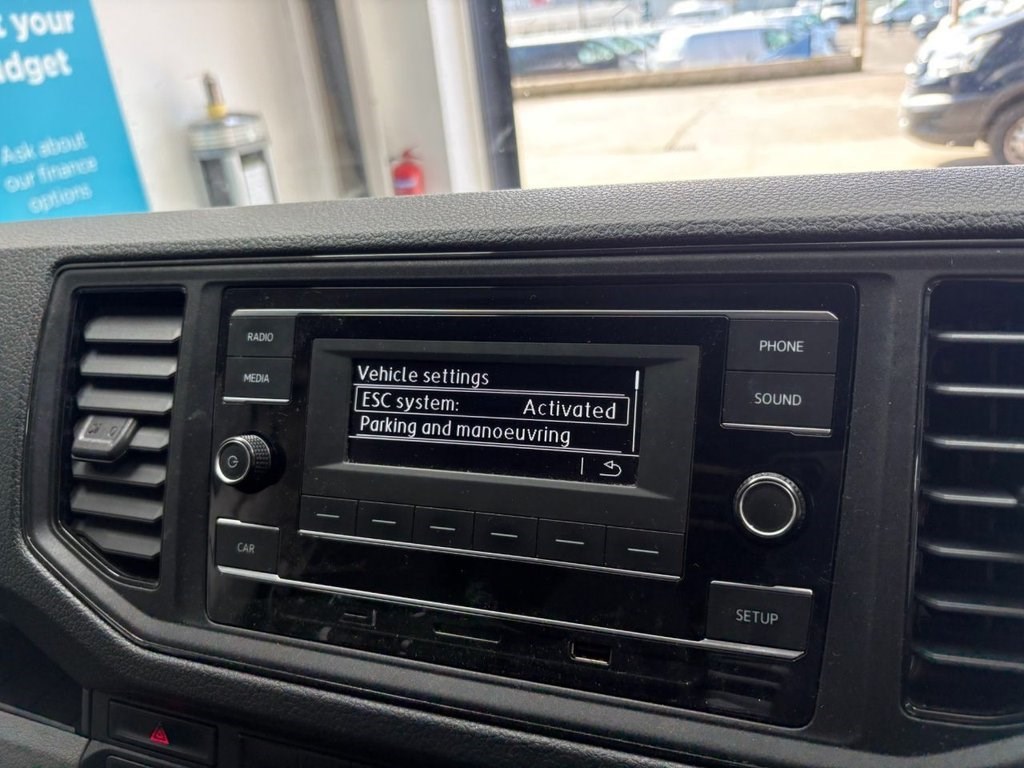 t your
dget
Ask about
our finance
options
RADIO
MEDIA
Vehicle settings
ESC system: Activated
Parking and manoeuvring
PHONE
SOUND
CAR
SETUP